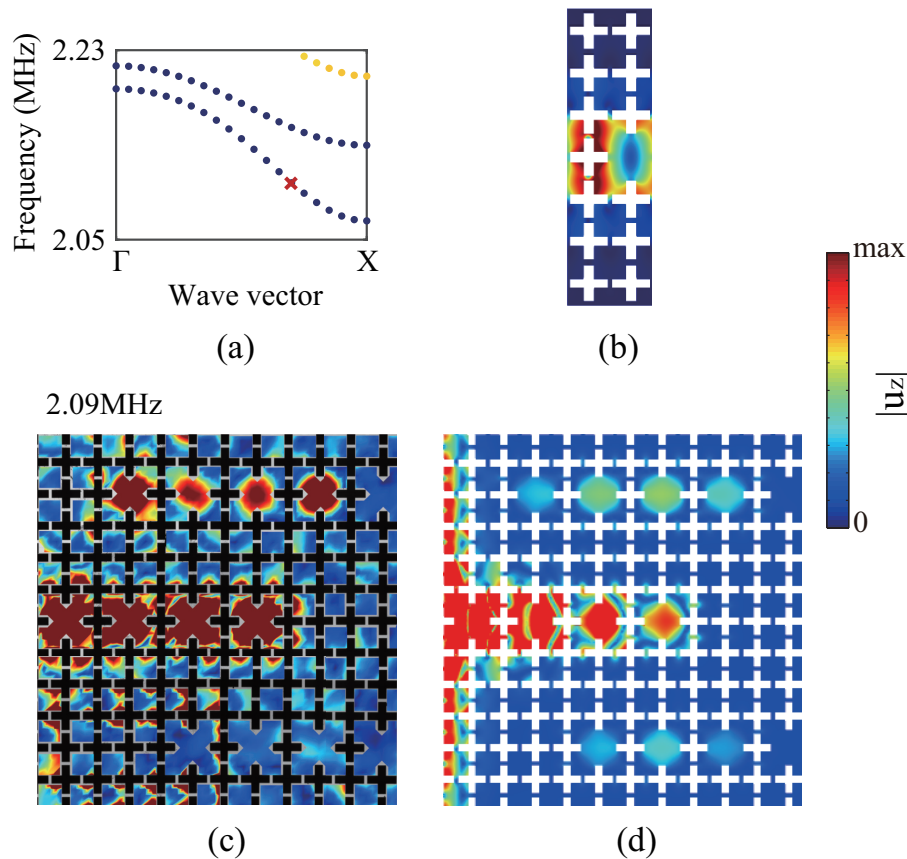 2.23
Frequency (MHz)
2.05
Γ
X
Wave vector
(a)
(b)
max
0
|uz|
2.09MHz
(c)
(d)